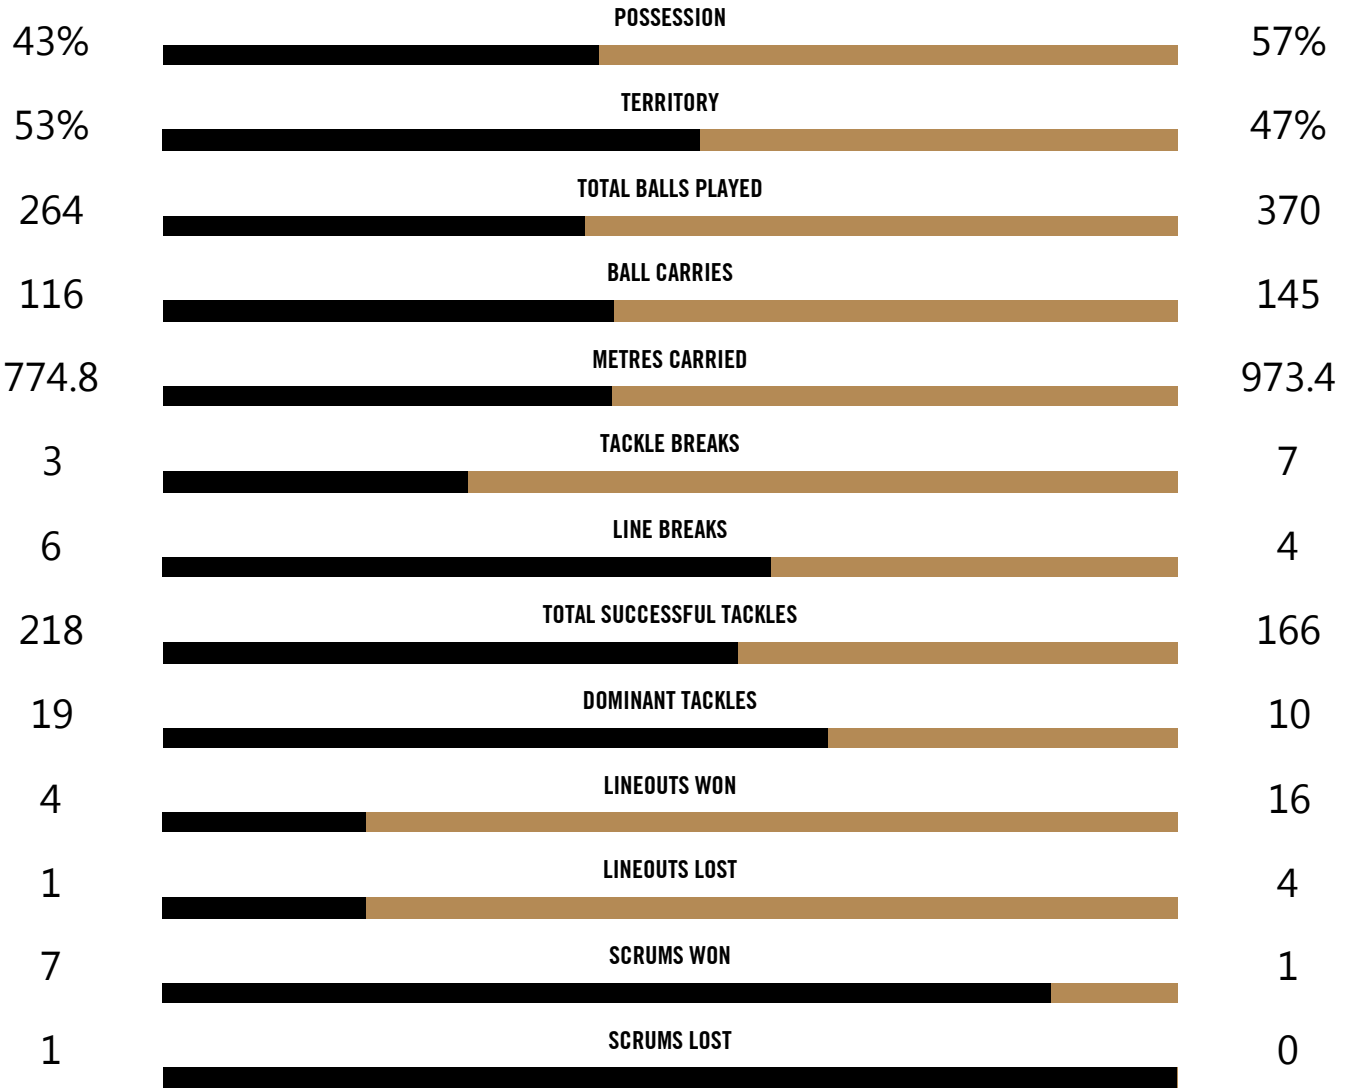 POSSESSION
43% 57%
TERRITORY
53% 47%
TOTAL BALLS PLAYED
264 370
BALL CARRIES
116 145
METRES CARRIED
774.8 973.4
TACKLE BREAKS
3 7
LINE BREAKS
6 4
TOTAL SUCCESSFUL TACKLES
218 166
DOMINANT TACKLES
19 10
LINEOUTS WON
4 16
LINEOUTS LOST
1 4
SCRUMS WON
7 1
SCRUMS LOST
1 0